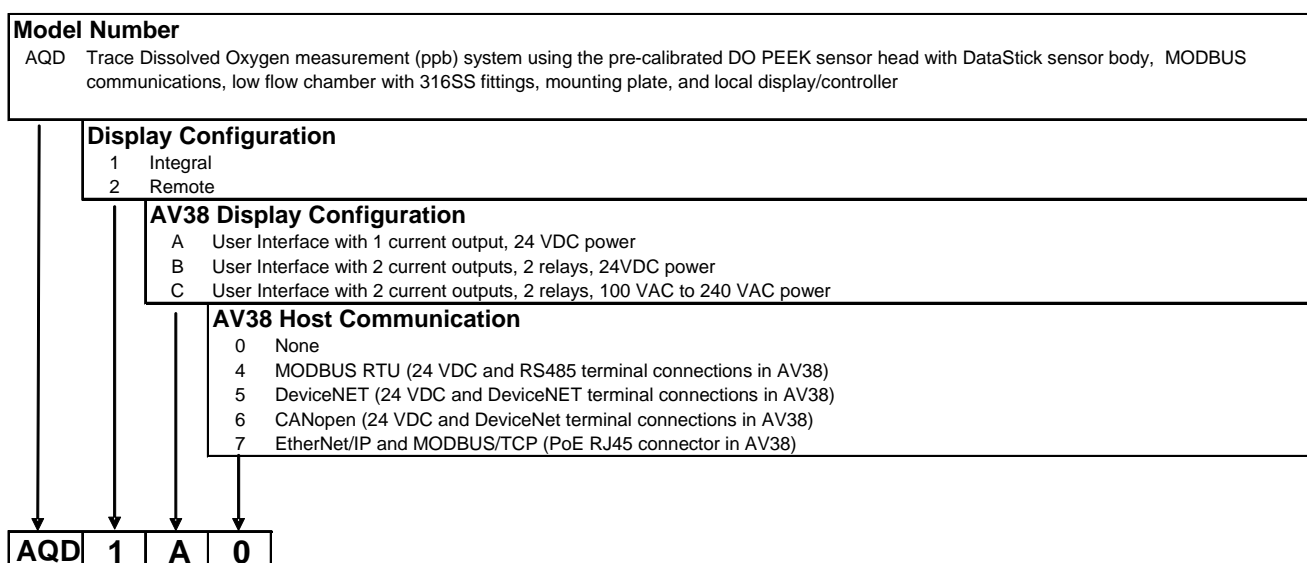 Model Number
AQD Trace Dissolved Oxygen measurement (ppb) system using the pre-calibrated DO PEEK sensor head with DataStick sensor body, MODBUS
communications, low flow chamber with 316SS fittings, mounting plate, and local display/controller
Display Configuration
1 Integral
2 Remote
AV38 Display Configuration
A User Interface with 1 current output, 24 VDC power
B User Interface with 2 current outputs, 2 relays, 24VDC power
C User Interface with 2 current outputs, 2 relays, 100 VAC to 240 VAC power
AV38 Host Communication
0 None
4 MODBUS RTU (24 VDC and RS485 terminal connections in AV38)
5 DeviceNET (24 VDC and DeviceNET terminal connections in AV38)
6 CANopen (24 VDC and DeviceNet terminal connections in AV38)
7 EtherNet/IP and MODBUS/TCP (PoE RJ45 connector in AV38)
AQD 1 A 0